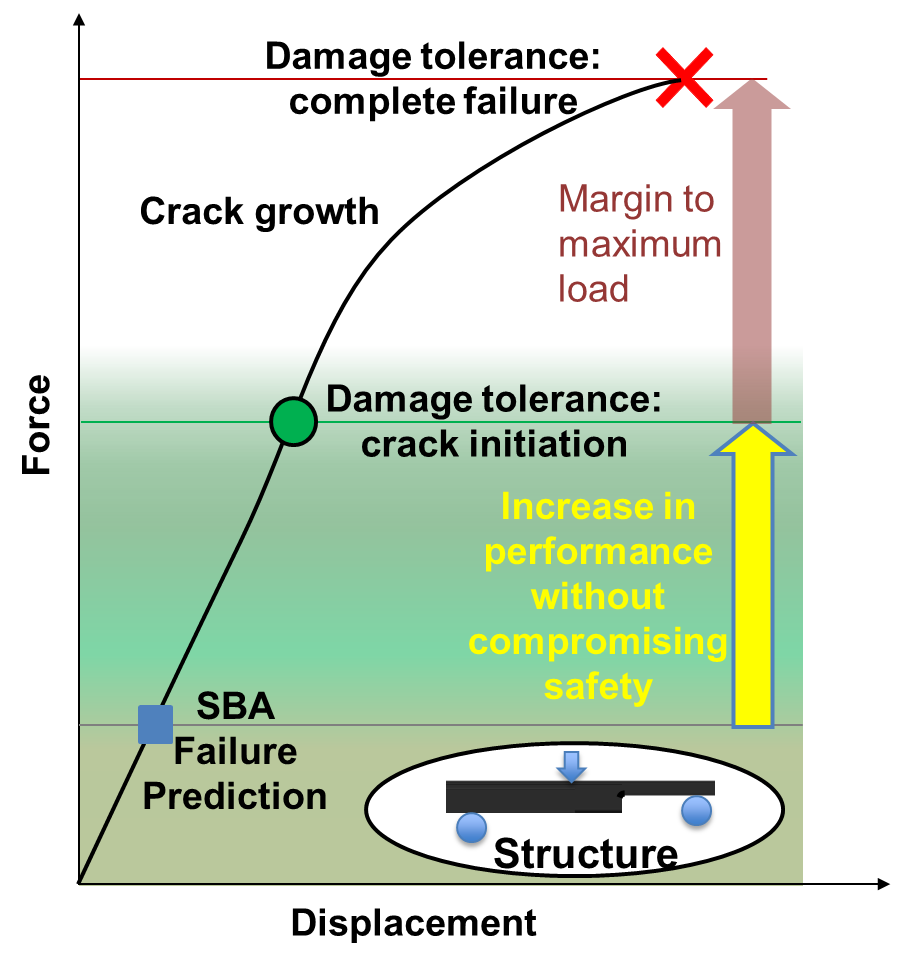 Damage tolerance:
complete failure
Crack growth
Margin to
maximum
load
Force
Damage tolerance:
crack initiation
Increase in
performance
without
compromising
safety
SBA
Failure
Prediction
Structure
Displacement